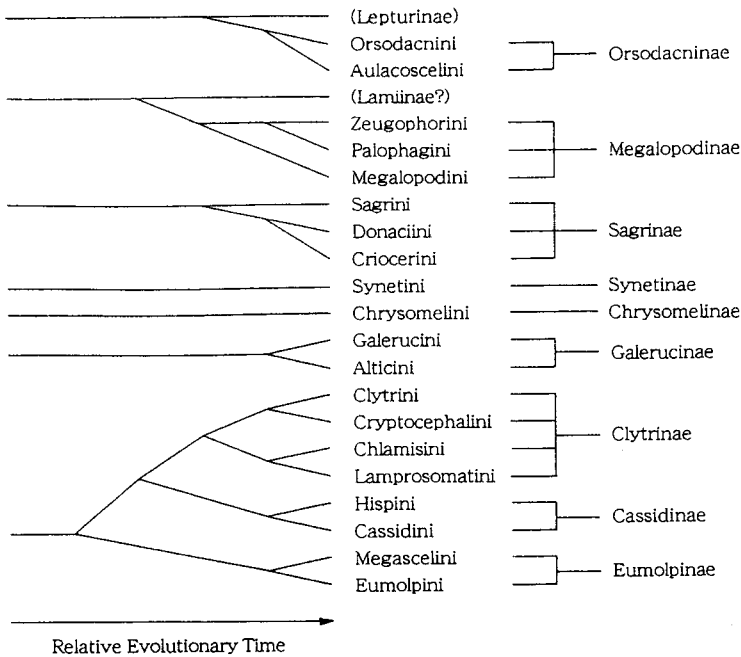 (Lepturinae)
Orsodacnini
Orsodacninae
Aulacoscelini
(Lamiinae?)
Zeugophorini
Palophagini
Megalopodinae
Megalopodini
Sagrini
Donaciini
Sagrinae
Criocerini
Synetini
Synetinae
Chrysomelini
Chrysomelinae
Galerucini
Galerucinae
Alticini
Clytrini
Cryptocephalini
Clytrinae
Chlamisini
Lamprosomatini
Hispini
Cassidinae
Cassidini
Megascelini
Eumolpinae
Eumolpini
Relative Evolutionary Time